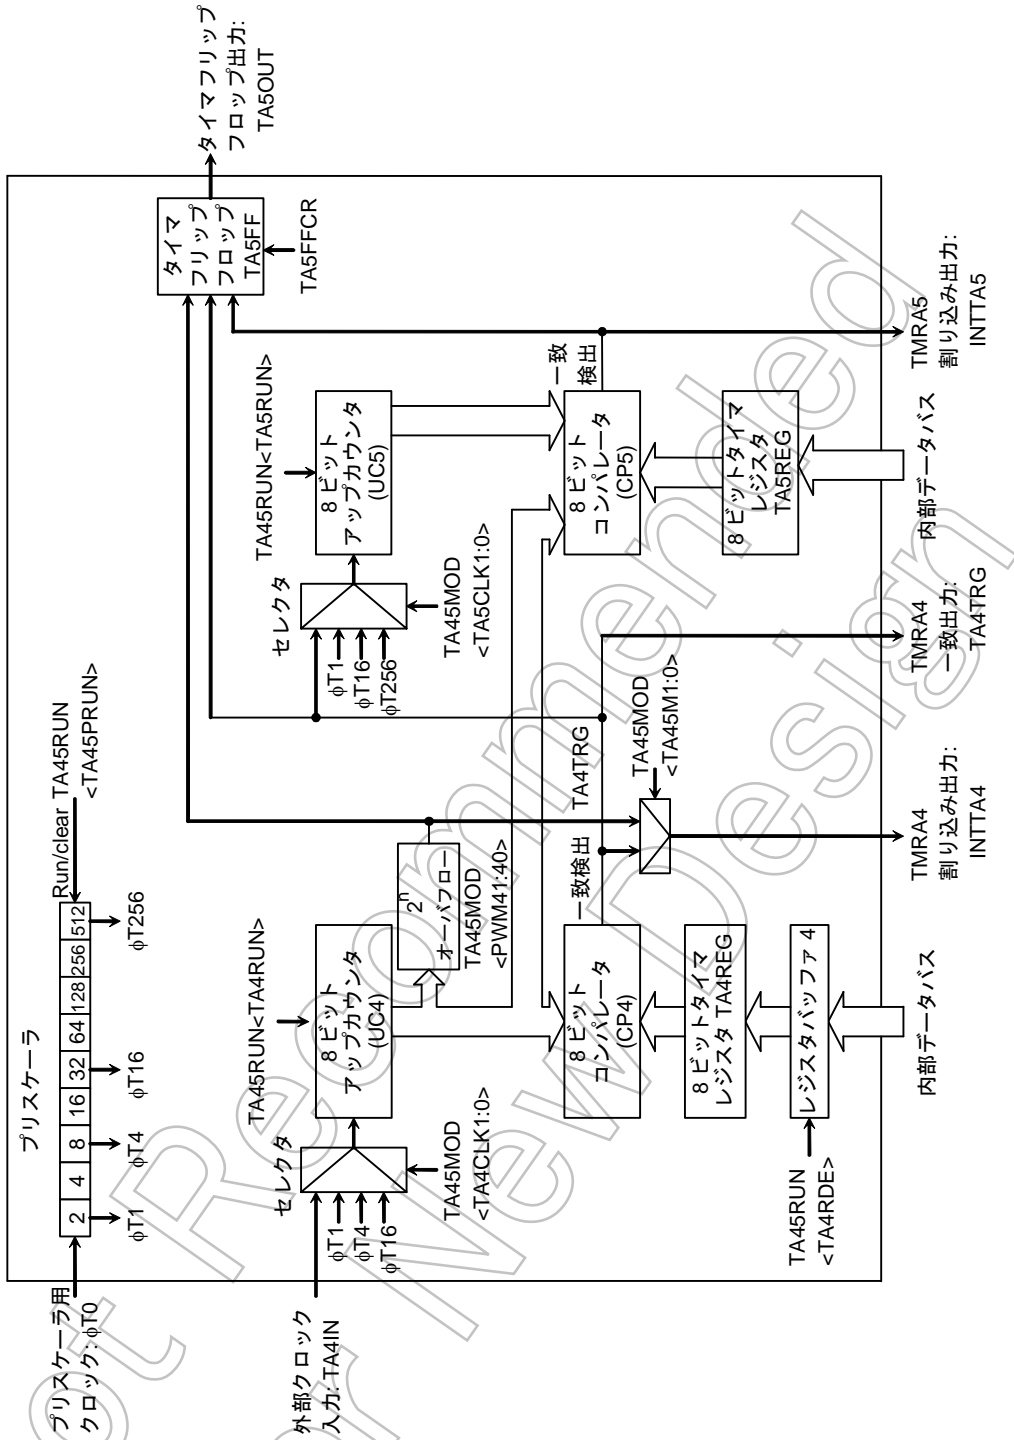 プリスケーラ
プリスケーラ用
クロック: φT0
2
4
8
16
32
64
128
256
512
Run/clear
TA45RUN
<TA45PRUN>
φT1
φT4
φT16
φT256
外部クロック
入力: TA4IN
セレクタ
φT1
φT4
φT16
TA45MOD
<TA4CLK1:0>
TA45RUN<TA4RUN>
8 ビット
アップカウンタ
(UC4)
2n
オーバフロー
TA45MOD
<PWM41:40>
セレクタ
φT1
φT16
φT256
TA45MOD
<TA5CLK1:0>
TA45RUN<TA5RUN>
8 ビット
アップカウンタ
(UC5)
タイマ
フリップ
フロップ
TA5FF
TA5FFCR
タイマフリップ
フロップ出力:
TA5OUT
8 ビット
コンパレータ
(CP4)
一致検出
TA4TRG
8 ビット
コンパレータ
(CP5)
一致
検出
8 ビットタイマ
レジスタ TA4REG
TA45MOD
<TA45M1:0>
8 ビットタイマ
レジスタ
TA5REG
レジスタバッファ 4
TA45RUN
<TA4RDE>
内部データバス
TMRA4
割り込み出力:
INTTA4
TMRA4
一致出力:
TA4TRG
内部データバス
TMRA5
割り込み出力:
INTTA5
Not Recommended
for New Design